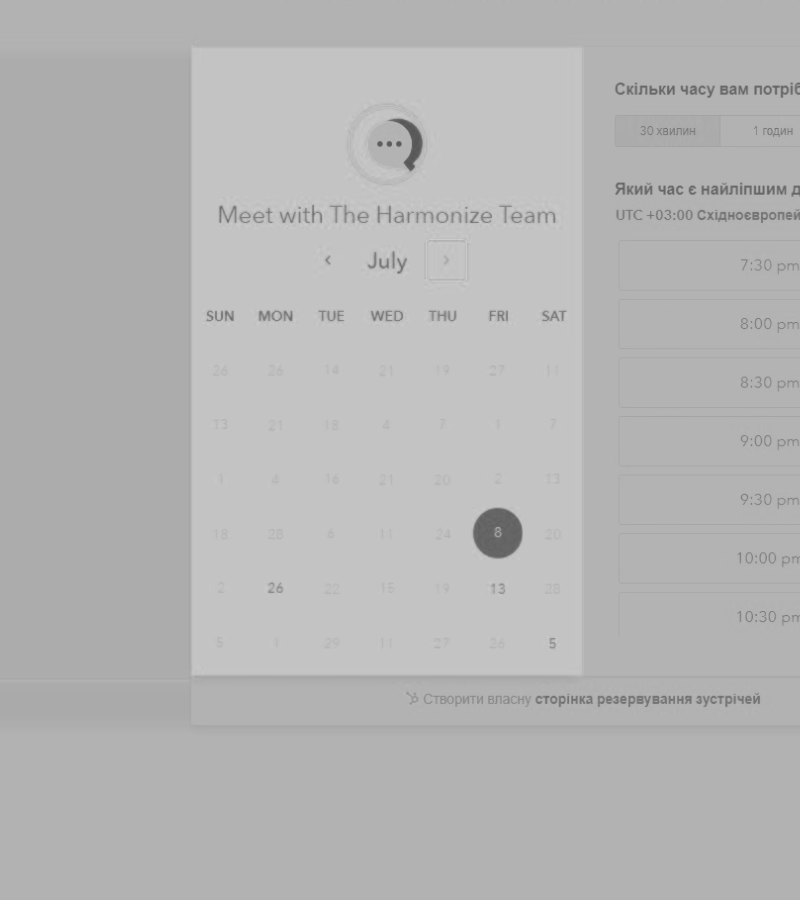 Meet with The Harmonize Team
July
SUN MON TUE WED THU FRI SAT
26 26 14 21 19 27 11
13 21 18 4 7 1 7
1 4 16 21 20 2 13
18 28 6 11 24 8 20
2 26 22 15 19 13 28
5 1 29 11 27 26 5
Скільки часу вам потріб
30 хвилин 1 годин
Який час є найліпшим д
UTC +03:00 Східноєвропей
7:30 pm
8:00 pm
8:30 pm
9:00 pm
9:30 pm
10:00 pm
10:30 pm
Створити власну сторінка резервування зустрічей